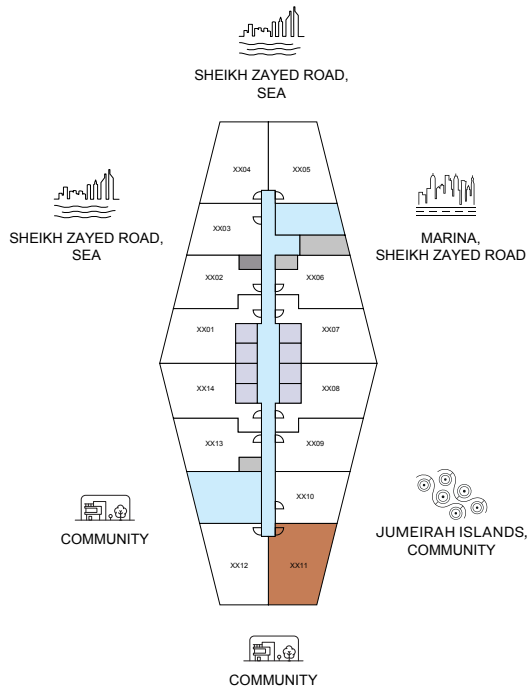 SHEIKH ZAYED ROAD,
SEA
SHEIKH ZAYED ROAD,
SEA
MARINA,
SHEIKH ZAYED ROAD
XX04
XX05
XX03
XX02
XX06
XX01
XX07
XX14
XX08
XX13
XX09
XX10
XX12
XX11
COMMUNITY
JUMEIRAH ISLANDS,
COMMUNITY
COMMUNITY